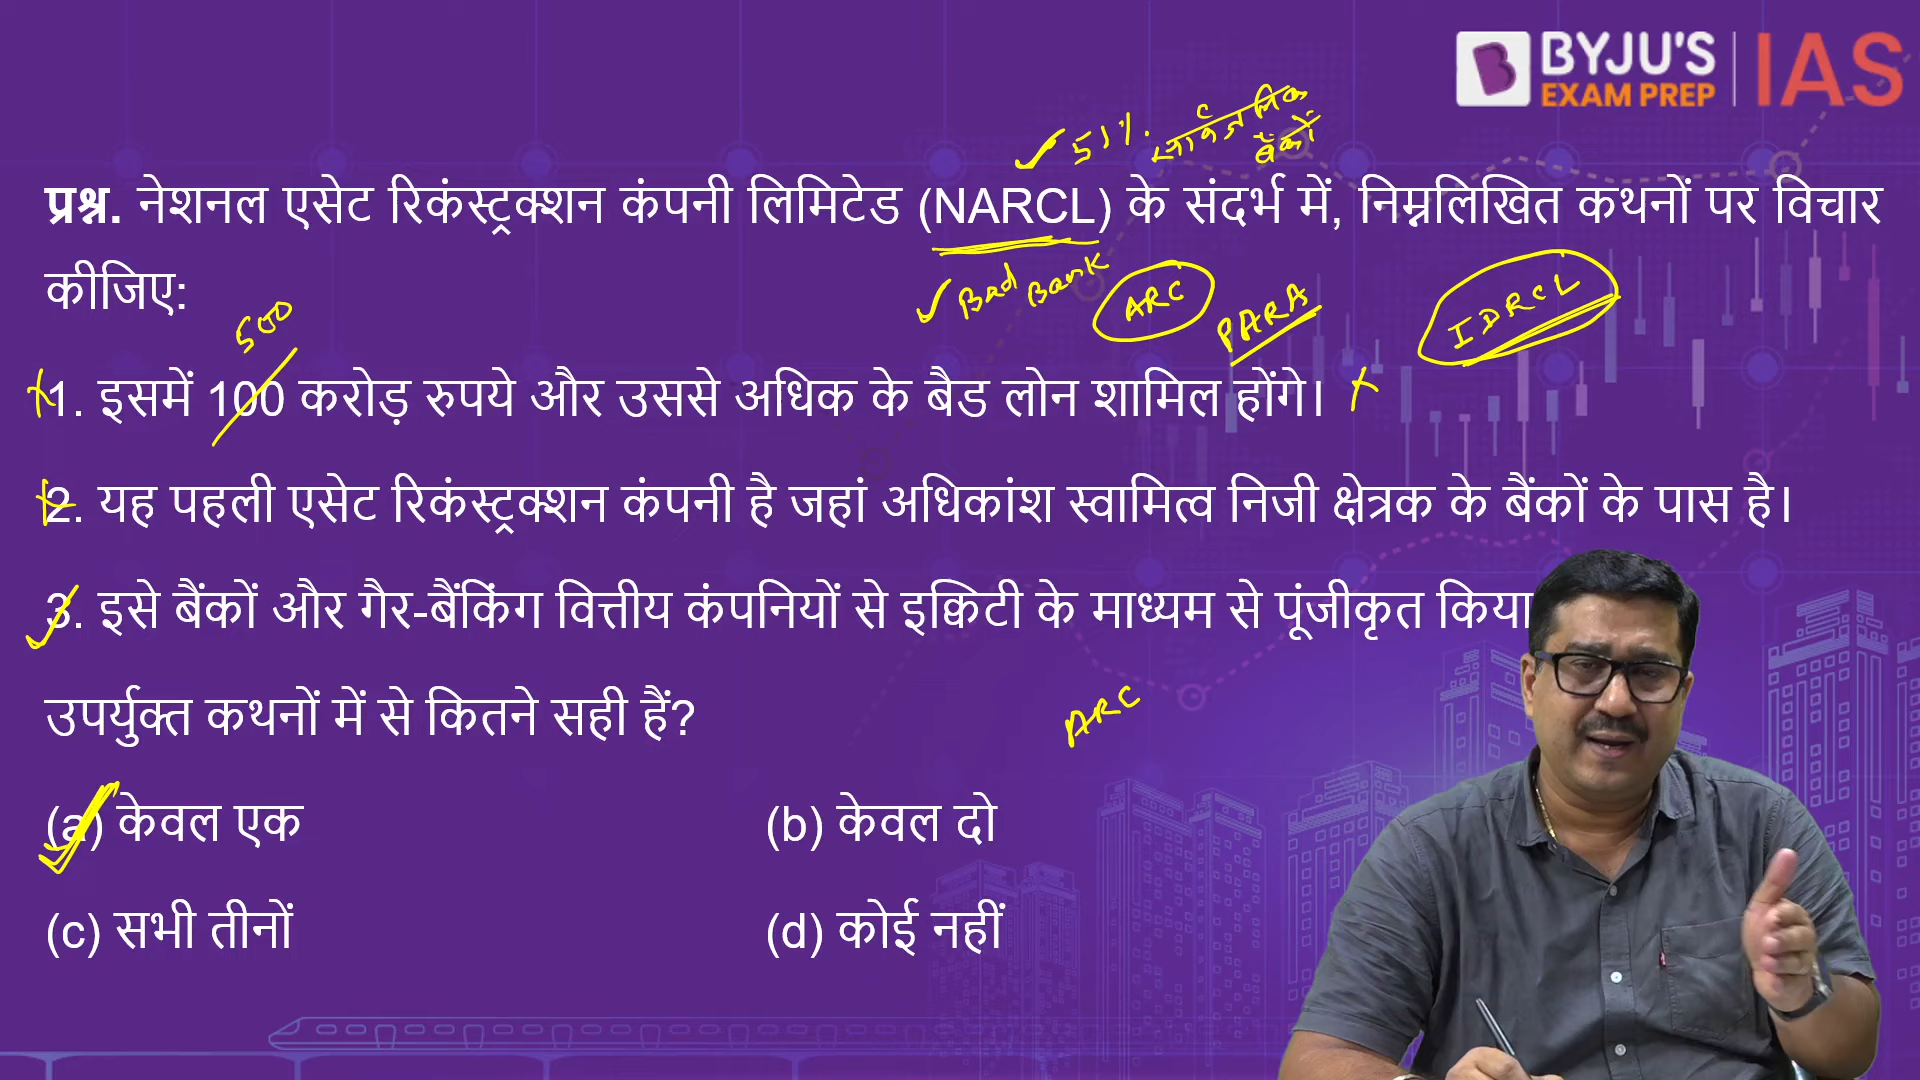 BYJU'S
EXAM PREP
IAS
51% सार्वजनिक
बैंकों
प्रश्न. नेशनल एसेट रिकंस्ट्रक्शन कंपनी लिमिटेड (NARCL) के संदर्भ में, निम्नलिखित कथनों पर विचार
कीजिए:
Bad Bank ARC PARA IDRCL
500
1. इसमें 100 करोड़ रुपये और उससे अधिक के बैड लोन शामिल होंगे।
2. यह पहली एसेट रिकंस्ट्रक्शन कंपनी है जहां अधिकांश स्वामित्व निजी क्षेत्रक के बैंकों के पास है।
3. इसे बैंकों और गैर-बैंकिंग वित्तीय कंपनियों से इक्विटी के माध्यम से पूंजीकृत किया
उपर्युक्त कथनों में से कितने सही हैं?
ARC
(a) केवल एक
(b) केवल दो
(c) सभी तीनों
(d) कोई नहीं